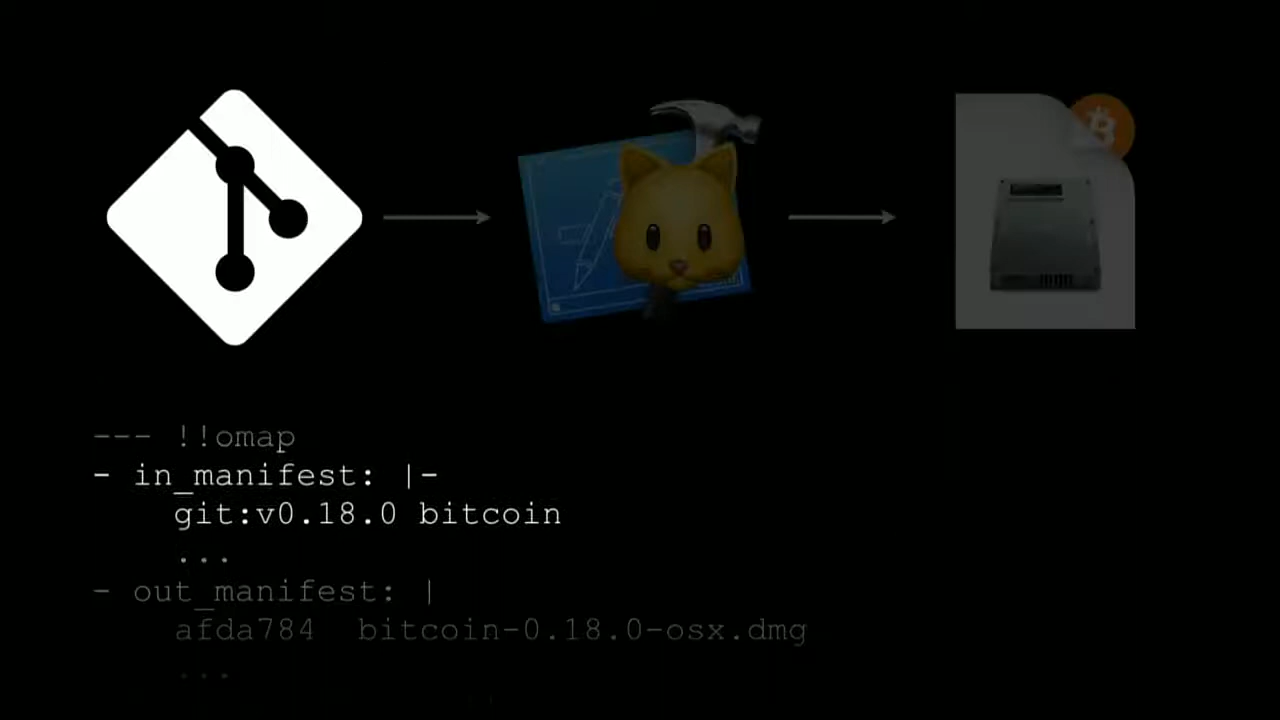 --- !!omap
- in_manifest: |-
git:v0.18.0 bitcoin
...
- out_manifest: |
afda784 bitcoin-0.18.0-osx.dmg
...